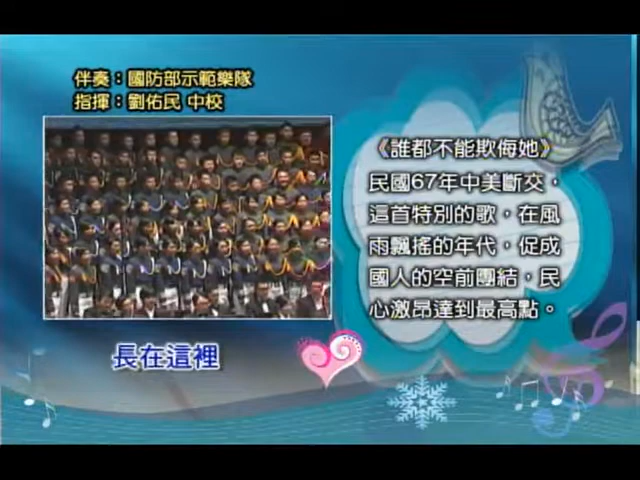 伴奏：國防部示範樂隊
指揮：劉佑民 中校
《誰都不能欺侮她》
民國67年中美斷交，
這首特別的歌，在風
雨飄搖的年代，促成
國人的空前團結，民
心激昂達到最高點。
長在這裡